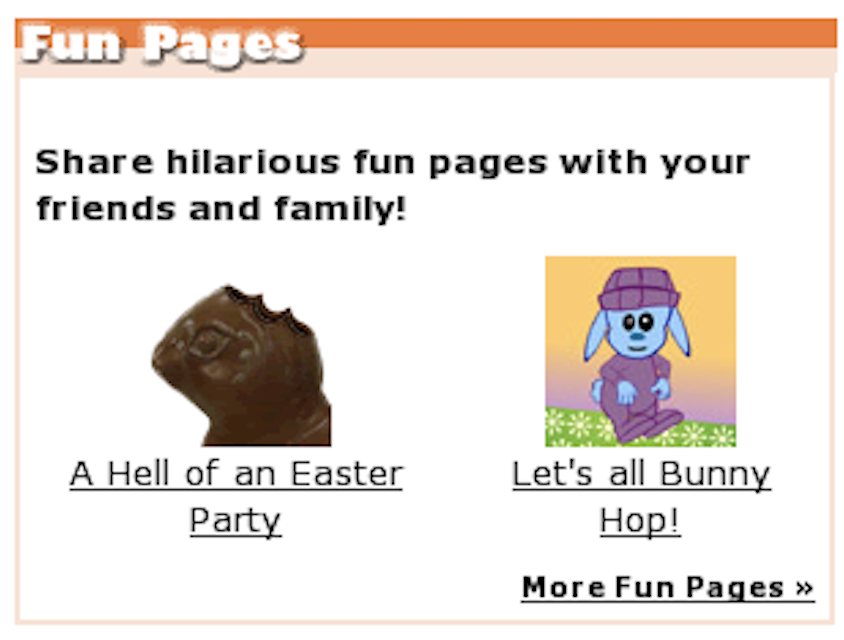 Fun Pages
Share hilarious fun pages with your
friends and family!
A Hell of an Easter
Party
Let's all Bunny
Hop!
More Fun Pages »